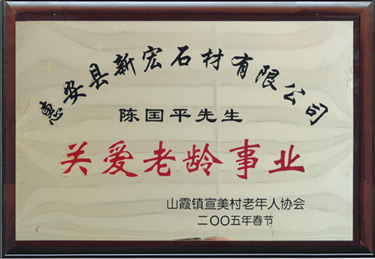 惠安县新宏石材有限公司
陈国平先生
关爱老龄事业
山霞镇宣美村老年人协会
二〇〇五年春节